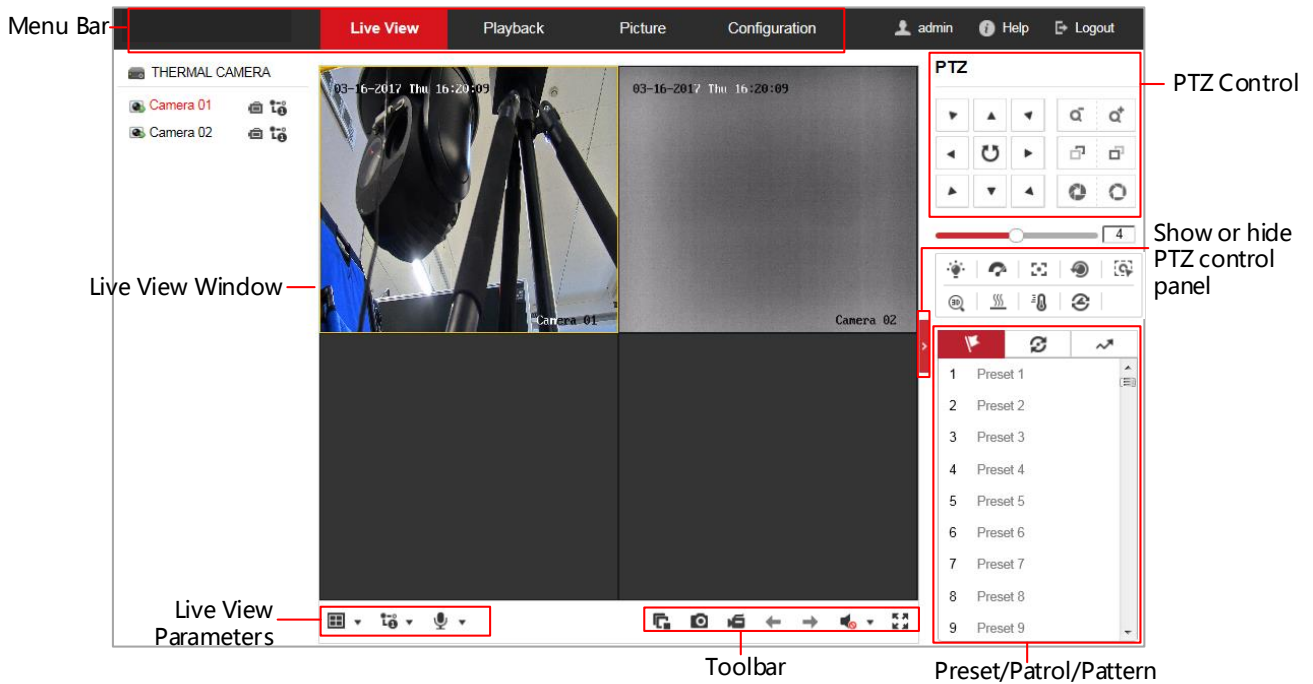 Menu Bar
Live View Playback Picture Configuration admin Help Logout
THERMAL CAMERA
Camera 01
Camera 02
03-16-2017 Thu 16:20:09
Camera 01
03-16-2017 Thu 16:20:09
Camera 02
PTZ
PTZ Control
4
Show or hide
PTZ control
panel
3D
Live View Window
1 Preset 1
2 Preset 2
3 Preset 3
4 Preset 4
5 Preset 5
6 Preset 6
7 Preset 7
8 Preset 8
9 Preset 9
Live View
Parameters
Toolbar
Preset/Patrol/Pattern